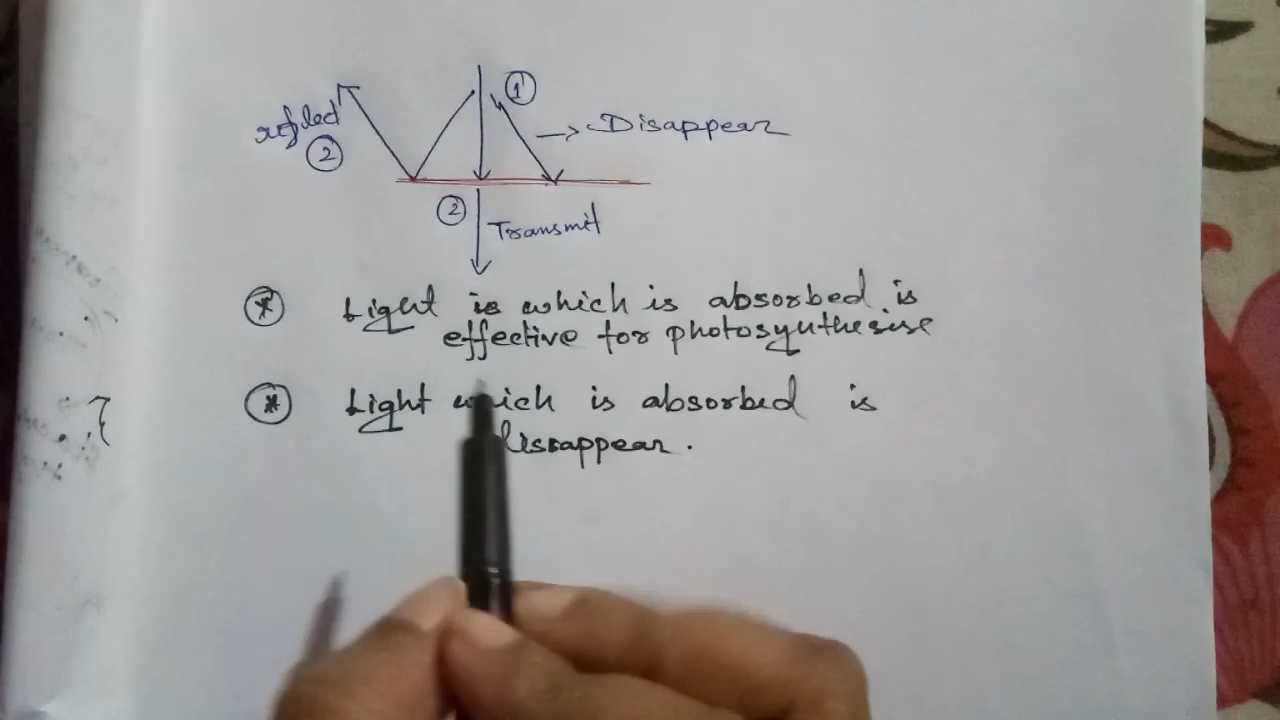 1
refled
2
→ Disappear
2
Transmit
* Light is which is absorbed is
effective for photosynthesise
* Light which is absorbed is